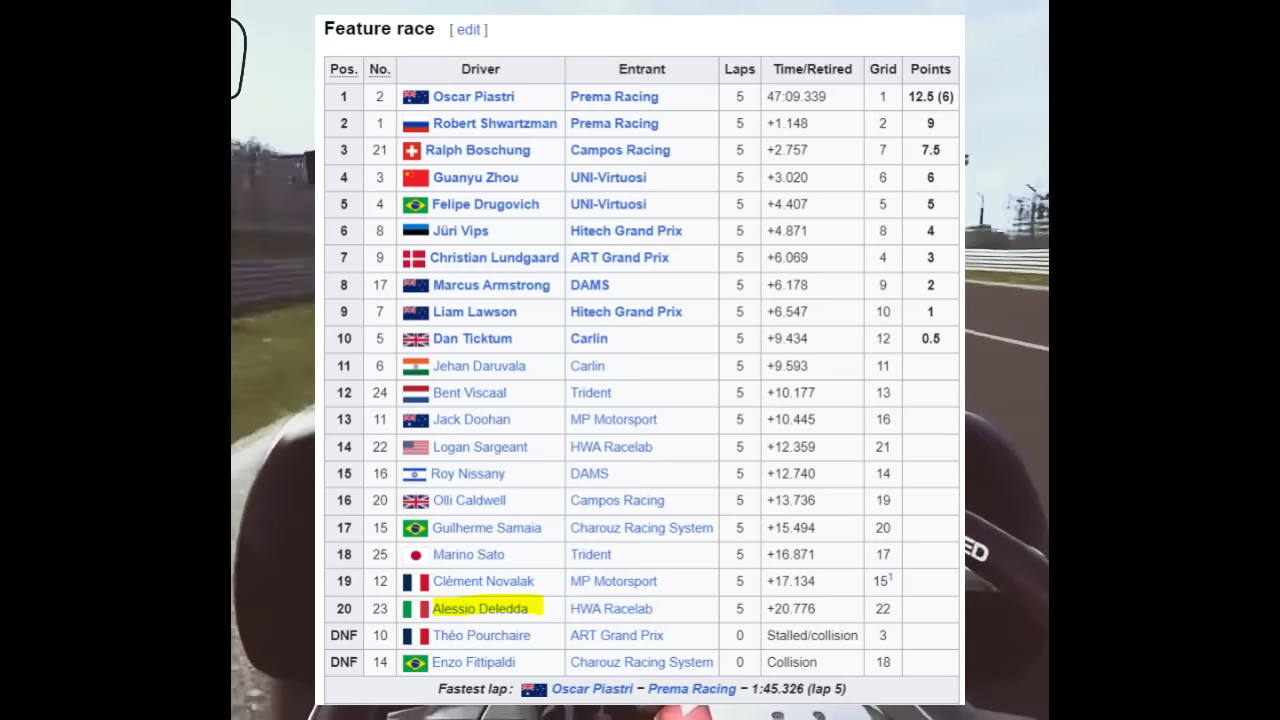 Feature race [ edit ]
Pos. No. Driver Entrant Laps Time/Retired Grid Points
1 2 Oscar Piastri Prema Racing 5 47:09.339 1 12.5 (6)
2 1 Robert Shwartzman Prema Racing 5 +1.148 2 9
3 21 Ralph Boschung Campos Racing 5 +2.757 7 7.5
4 3 Guanyu Zhou UNI-Virtuosi 5 +3.020 6 6
5 4 Felipe Drugovich UNI-Virtuosi 5 +4.407 5 5
6 8 Jüri Vips Hitech Grand Prix 5 +4.871 8 4
7 9 Christian Lundgaard ART Grand Prix 5 +6.069 4 3
8 17 Marcus Armstrong DAMS 5 +6.178 9 2
9 7 Liam Lawson Hitech Grand Prix 5 +6.547 10 1
10 5 Dan Ticktum Carlin 5 +9.434 12 0.5
11 6 Jehan Daruvala Carlin 5 +9.593 11
12 24 Bent Viscaal Trident 5 +10.177 13
13 11 Jack Doohan MP Motorsport 5 +10.445 16
14 22 Logan Sargeant HWA Racelab 5 +12.359 21
15 16 Roy Nissany DAMS 5 +12.740 14
16 20 Olli Caldwell Campos Racing 5 +13.736 19
17 15 Guilherme Samaia Charouz Racing System 5 +15.494 20
18 25 Marino Sato Trident 5 +16.871 17
19 12 Clément Novalak MP Motorsport 5 +17.134 15¹
20 23 Alessio Deledda HWA Racelab 5 +20.776 22
DNF 10 Théo Pourchaire ART Grand Prix 0 Stalled/collision 3
DNF 14 Enzo Fittipaldi Charouz Racing System 0 Collision 18
Fastest lap: Oscar Piastri − Prema Racing − 1:45.326 (lap 5)